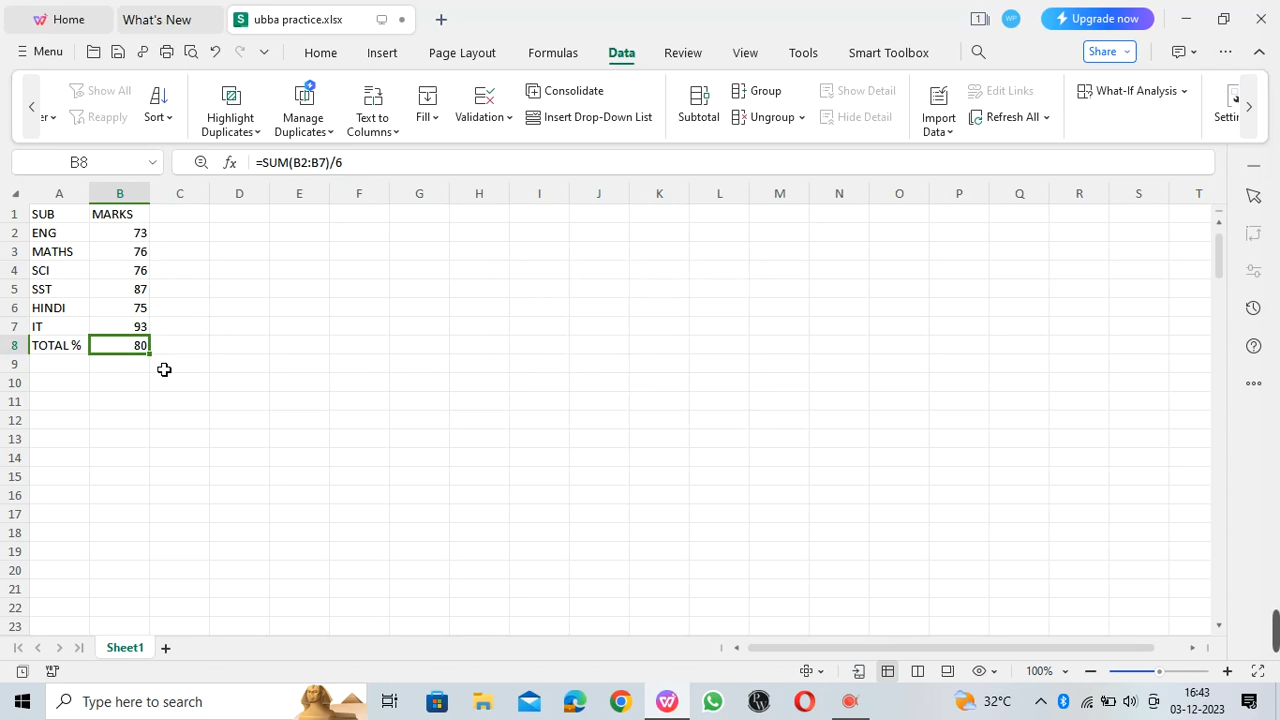 Home What's New ubba practice.xlsx + 1 WP Upgrade now
Menu Home Insert Page Layout Formulas Data Review View Tools Smart Toolbox Share
er Show All Reapply Sort Highlight Duplicates Manage Duplicates Text to Columns Fill Validation Consolidate Insert Drop-Down List Subtotal Group Ungroup Show Detail Hide Detail Import Data Edit Links Refresh All What-If Analysis Settin
B8 fx =SUM(B2:B7)/6
A B C D E F G H I J K L M N O P Q R S T
1 SUB MARKS
2 ENG 73
3 MATHS 76
4 SCI 76
5 SST 87
6 HINDI 75
7 IT 93
8 TOTAL % 80
9
10
11
12
13
14
15
16
17
18
19
20
21
22
23
Sheet1 +
100% - +
Type here to search 32°C 16:43
03-12-2023